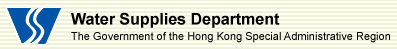 Water Supplies Department
The Government of the Hong Kong Special Administrative Region